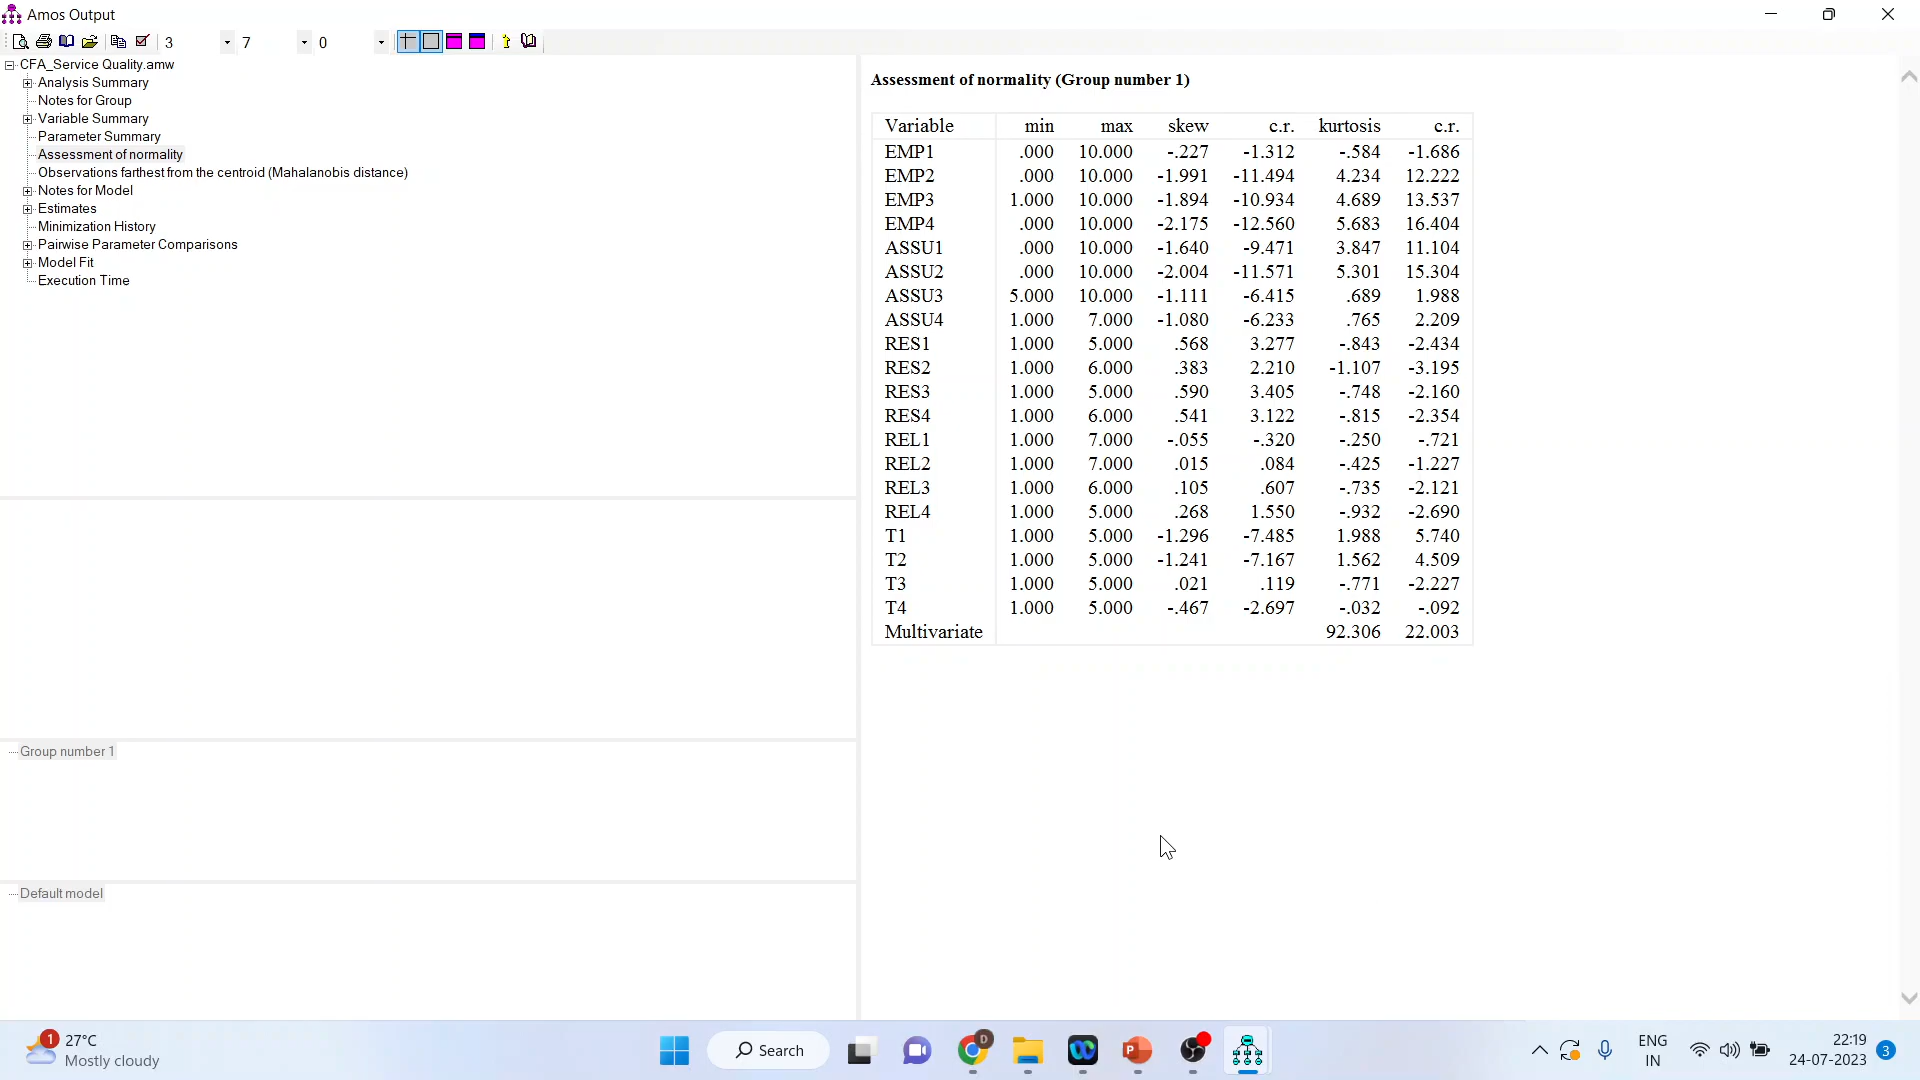 Amos Output
3 7 0
CFA_Service Quality.amw
Analysis Summary
Notes for Group
Variable Summary
Parameter Summary
Assessment of normality
Observations farthest from the centroid (Mahalanobis distance)
Notes for Model
Estimates
Minimization History
Pairwise Parameter Comparisons
Model Fit
Execution Time
Group number 1
Default model
Assessment of normality (Group number 1)
Variable min max skew c.r. kurtosis c.r.
EMP1 .000 10.000 -.227 -1.312 -.584 -1.686
EMP2 .000 10.000 -1.991 -11.494 4.234 12.222
EMP3 1.000 10.000 -1.894 -10.934 4.689 13.537
EMP4 .000 10.000 -2.175 -12.560 5.683 16.404
ASSU1 .000 10.000 -1.640 -9.471 3.847 11.104
ASSU2 .000 10.000 -2.004 -11.571 5.301 15.304
ASSU3 5.000 10.000 -1.111 -6.415 .689 1.988
ASSU4 1.000 7.000 -1.080 -6.233 .765 2.209
RES1 1.000 5.000 .568 3.277 -.843 -2.434
RES2 1.000 6.000 .383 2.210 -1.107 -3.195
RES3 1.000 5.000 .590 3.405 -.748 -2.160
RES4 1.000 6.000 .541 3.122 -.815 -2.354
REL1 1.000 7.000 -.055 -.320 -.250 -.721
REL2 1.000 7.000 .015 .084 -.425 -1.227
REL3 1.000 6.000 .105 .607 -.735 -2.121
REL4 1.000 5.000 .268 1.550 -.932 -2.690
T1 1.000 5.000 -1.296 -7.485 1.988 5.740
T2 1.000 5.000 -1.241 -7.167 1.562 4.509
T3 1.000 5.000 .021 .119 -.771 -2.227
T4 1.000 5.000 -.467 -2.697 -.032 -.092
Multivariate 92.306 22.003
1
27°C
Mostly cloudy
Search
D
P
ENG
IN
22:19
24-07-2023
3